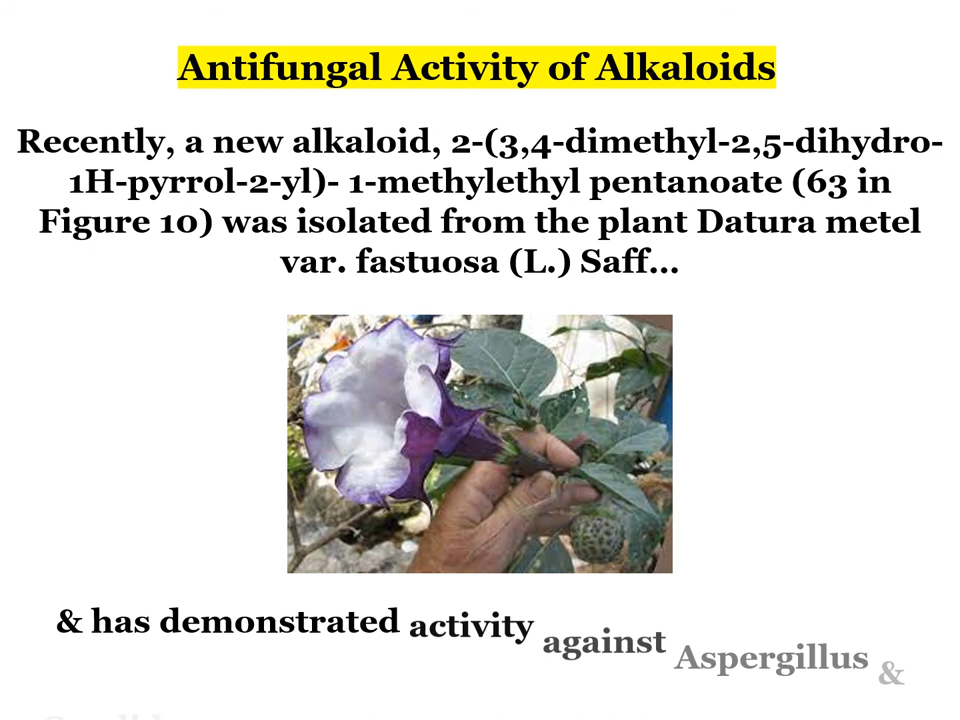 Antifungal Activity of Alkaloids
Recently, a new alkaloid, 2-(3,4-dimethyl-2,5-dihydro-
1H-pyrrol-2-yl)- 1-methylethyl pentanoate (63 in
Figure 10) was isolated from the plant Datura metel
var. fastuosa (L.) Saff...
& has demonstrated activity against Aspergillus &